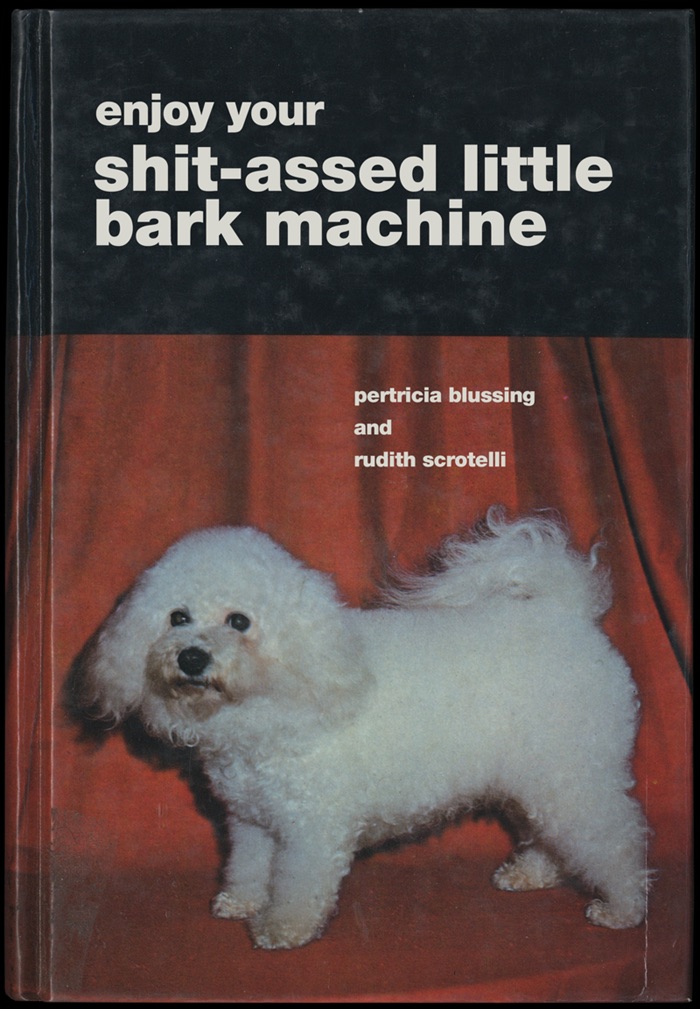 enjoy your
shit-assed little
bark machine
pertricia blussing
and
rudith scrotelli